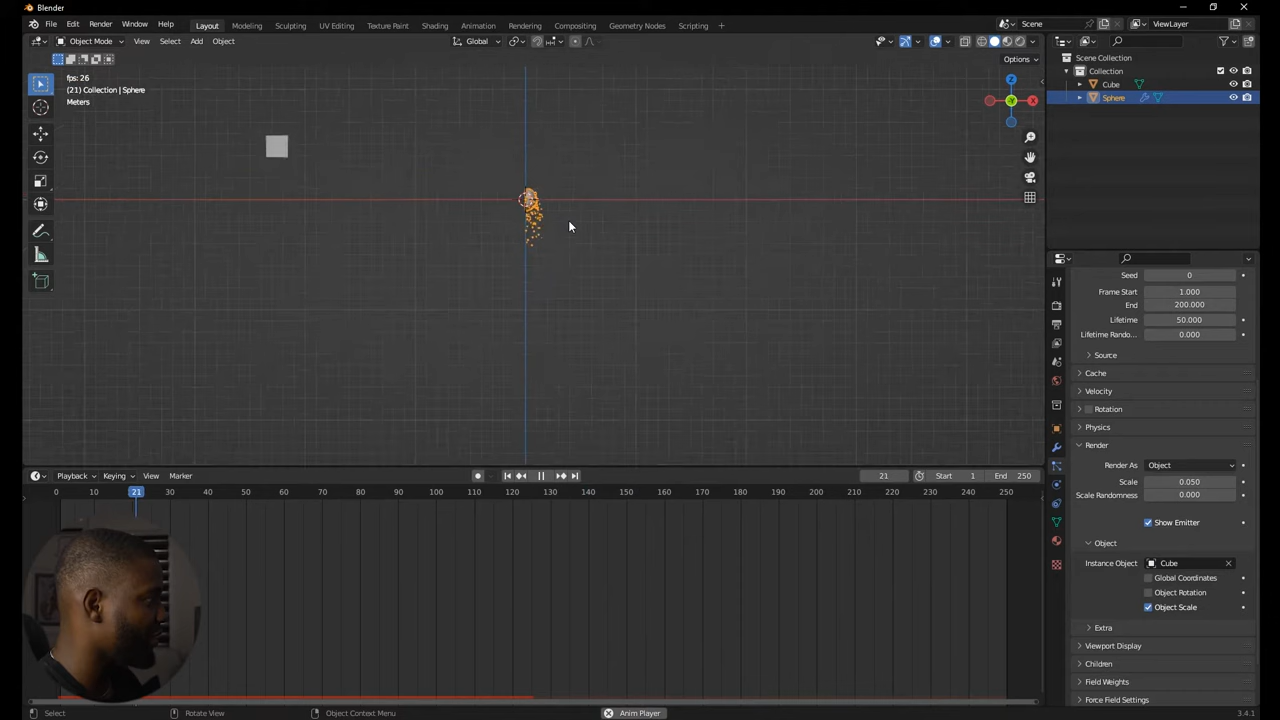 Blender
File Edit Render Window Help Layout Modeling Sculpting UV Editing Texture Paint Shading Animation Rendering Compositing Geometry Nodes Scripting + Scene ViewLayer
Object Mode View Select Add Object Global
Options
fps: 26
(21) Collection | Sphere
Meters
Z
X
Y
Scene Collection
Collection
Cube
Sphere
Seed 0
Frame Start 1.000
End 200.000
Lifetime 50.000
Lifetime Rando... 0.000
Source
Cache
Velocity
Rotation
Physics
Render
Render As Object
Scale 0.050
Scale Randomness 0.000
Show Emitter
Object
Instance Object Cube
Global Coordinates
Object Rotation
Object Scale
Extra
Viewport Display
Children
Field Weights
Force Field Settings
Playback Keying View Marker 21 Start 1 End 250
0 10 21 30 40 50 60 70 80 90 100 110 120 130 140 150 160 170 180 190 200 210 220 230 240 250
Select Rotate View Object Context Menu Anim Player 3.4.1